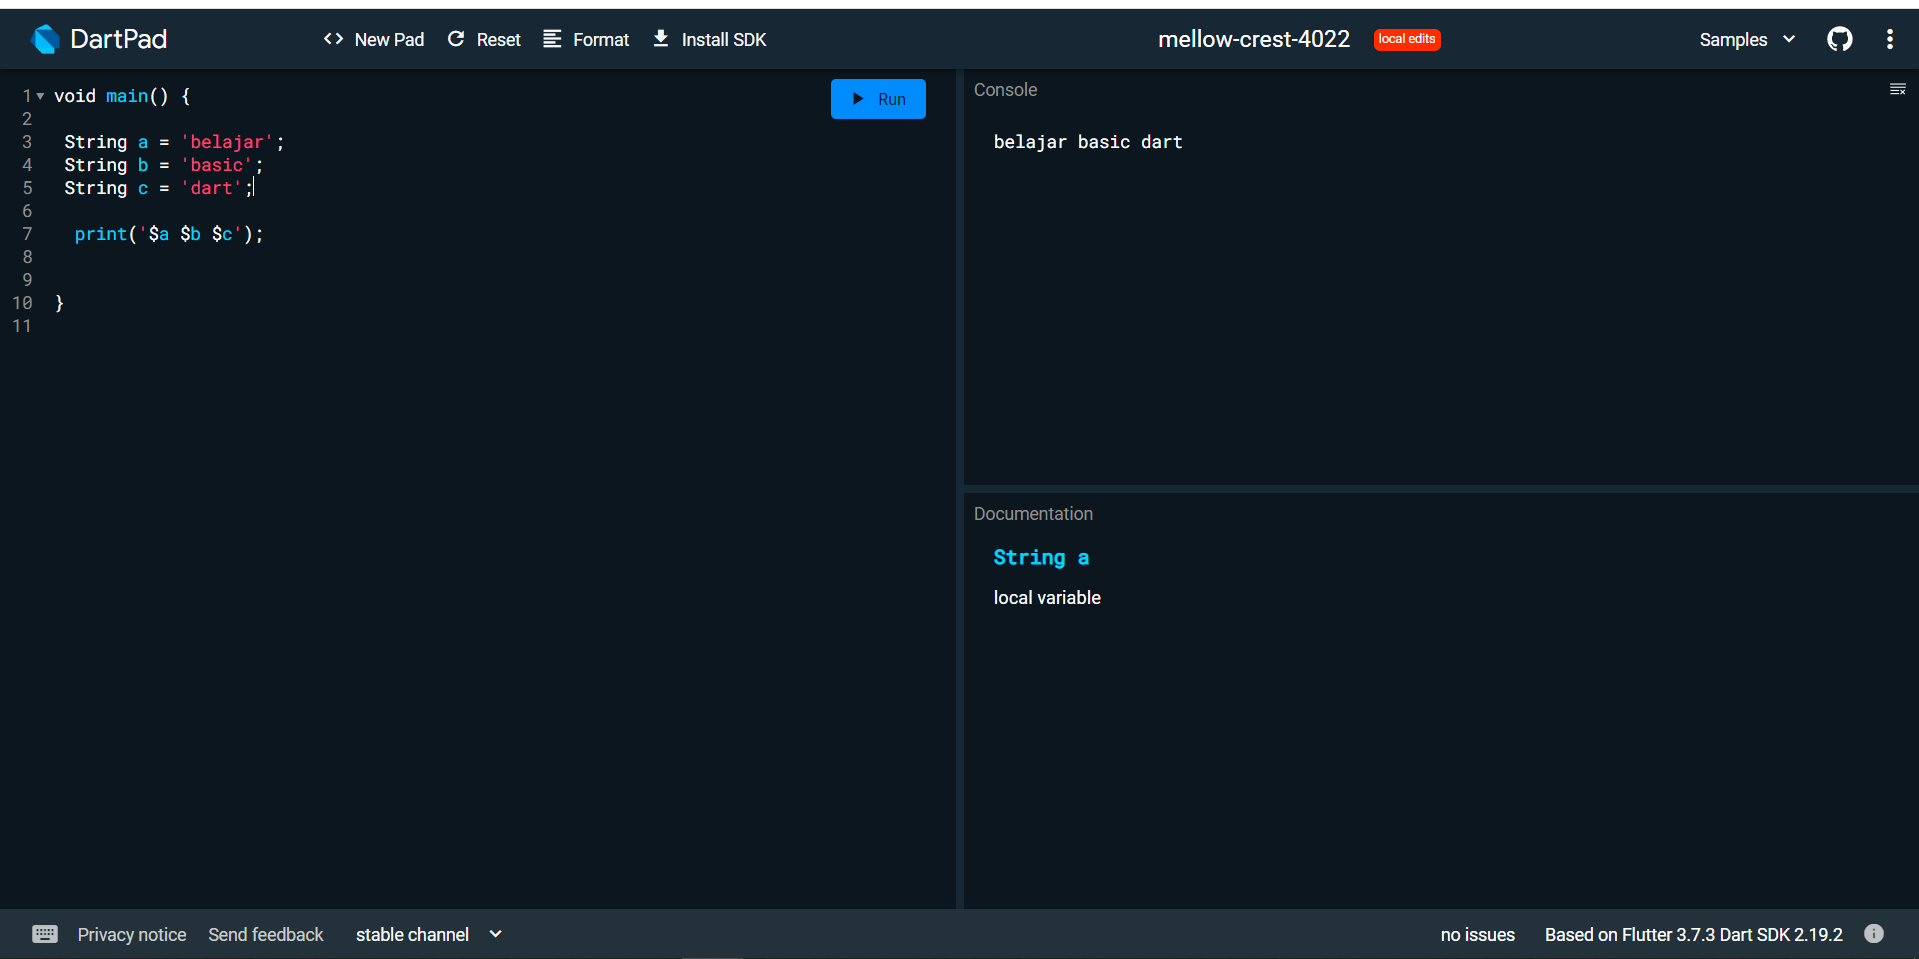 DartPad
<> New Pad Reset Format Install SDK
mellow-crest-4022 local edits
Samples
1 void main() {
2
3 String a = 'belajar';
4 String b = 'basic';
5 String c = 'dart';
6
7 print('$a $b $c');
8
9
10 }
11
Run
Console
belajar basic dart
Documentation
String a
local variable
Privacy notice Send feedback stable channel
no issues Based on Flutter 3.7.3 Dart SDK 2.19.2